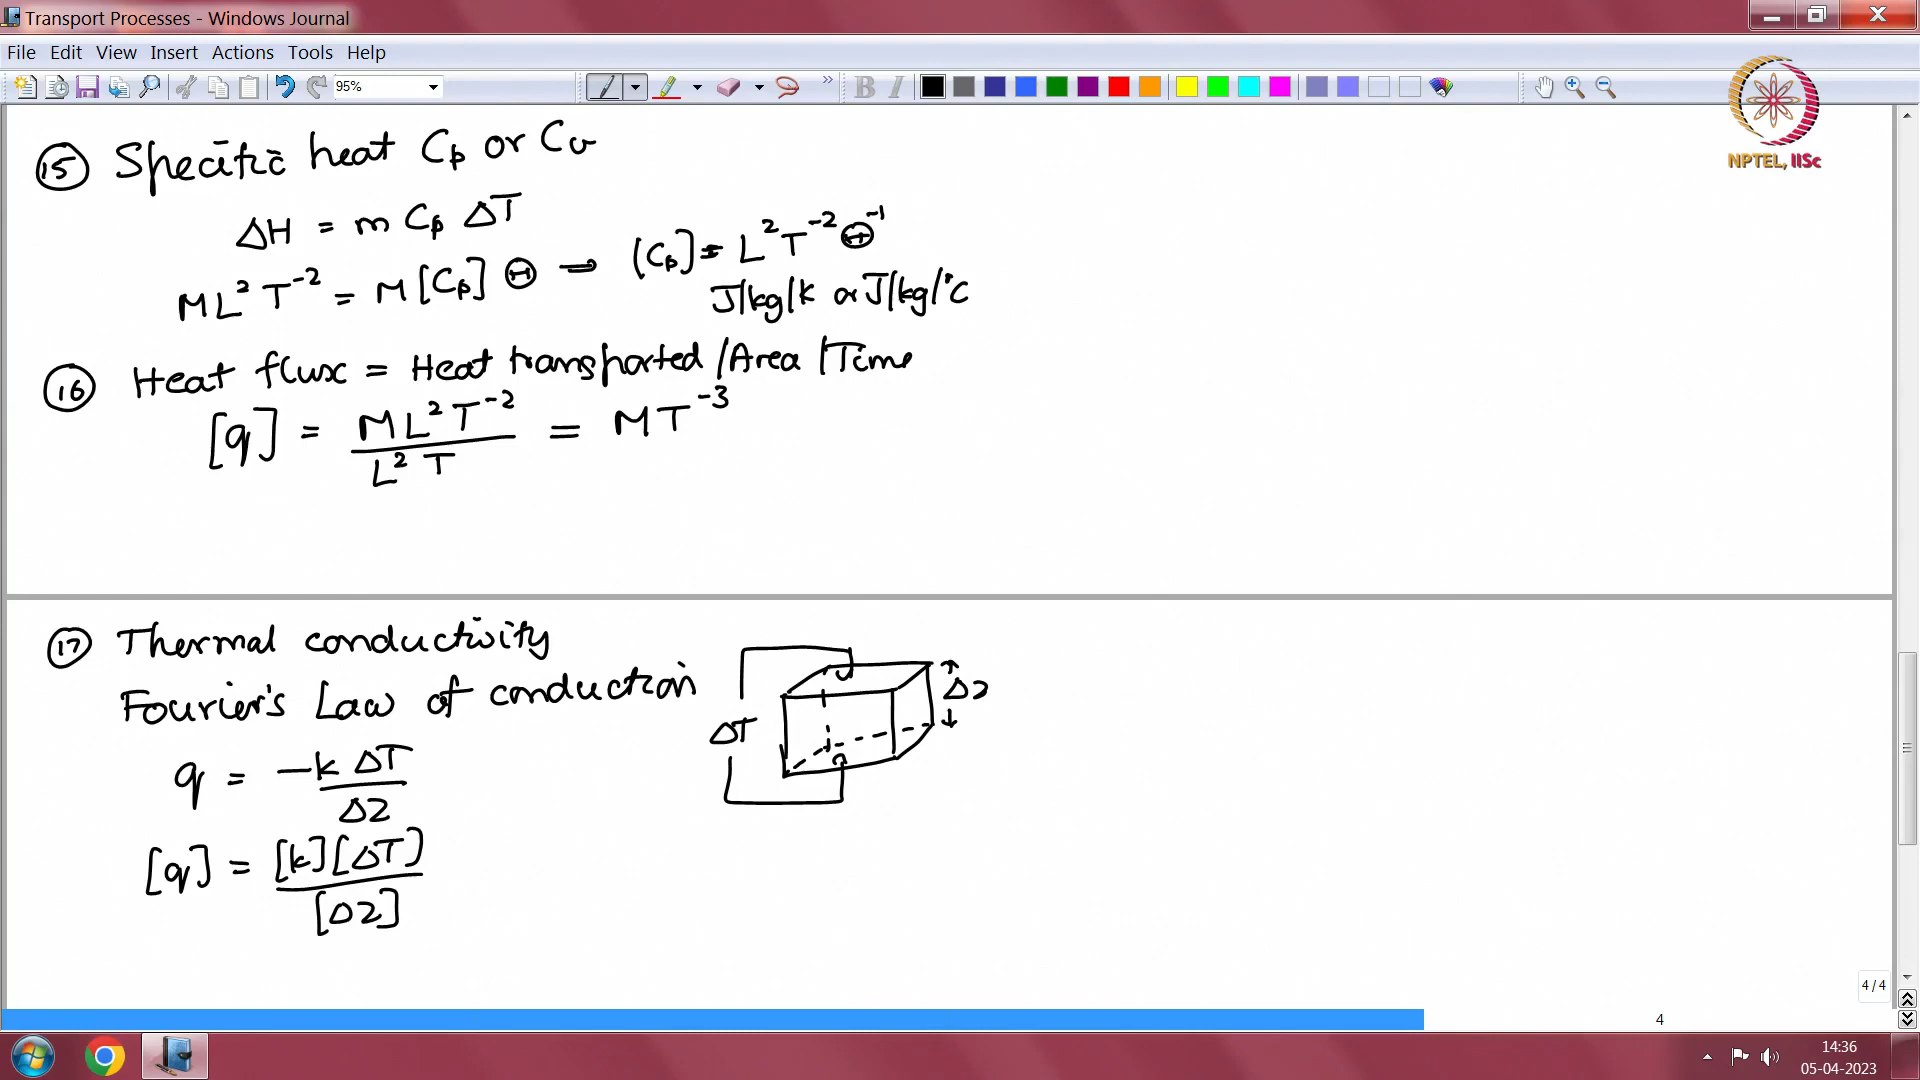 Transport Processes - Windows Journal
File Edit View Insert Actions Tools Help
95%
NPTEL, IISc
⑮ Specific heat Cp or Cv
ΔH = m Cp ΔT
ML²T⁻² = M[Cp] Θ ⇒ [Cp] = L²T⁻²Θ⁻¹
J/kg/K or J/kg/°C
⑯ Heat flux = Heat transported /Area /Time
[q] = ML²T⁻² / L²T = MT⁻³
⑰ Thermal conductivity
Fourier's Law of conduction
ΔT
Δz
q = -k ΔT / Δz
[q] = [k][ΔT] / [Δz]
4 / 4
4
14:36
05-04-2023